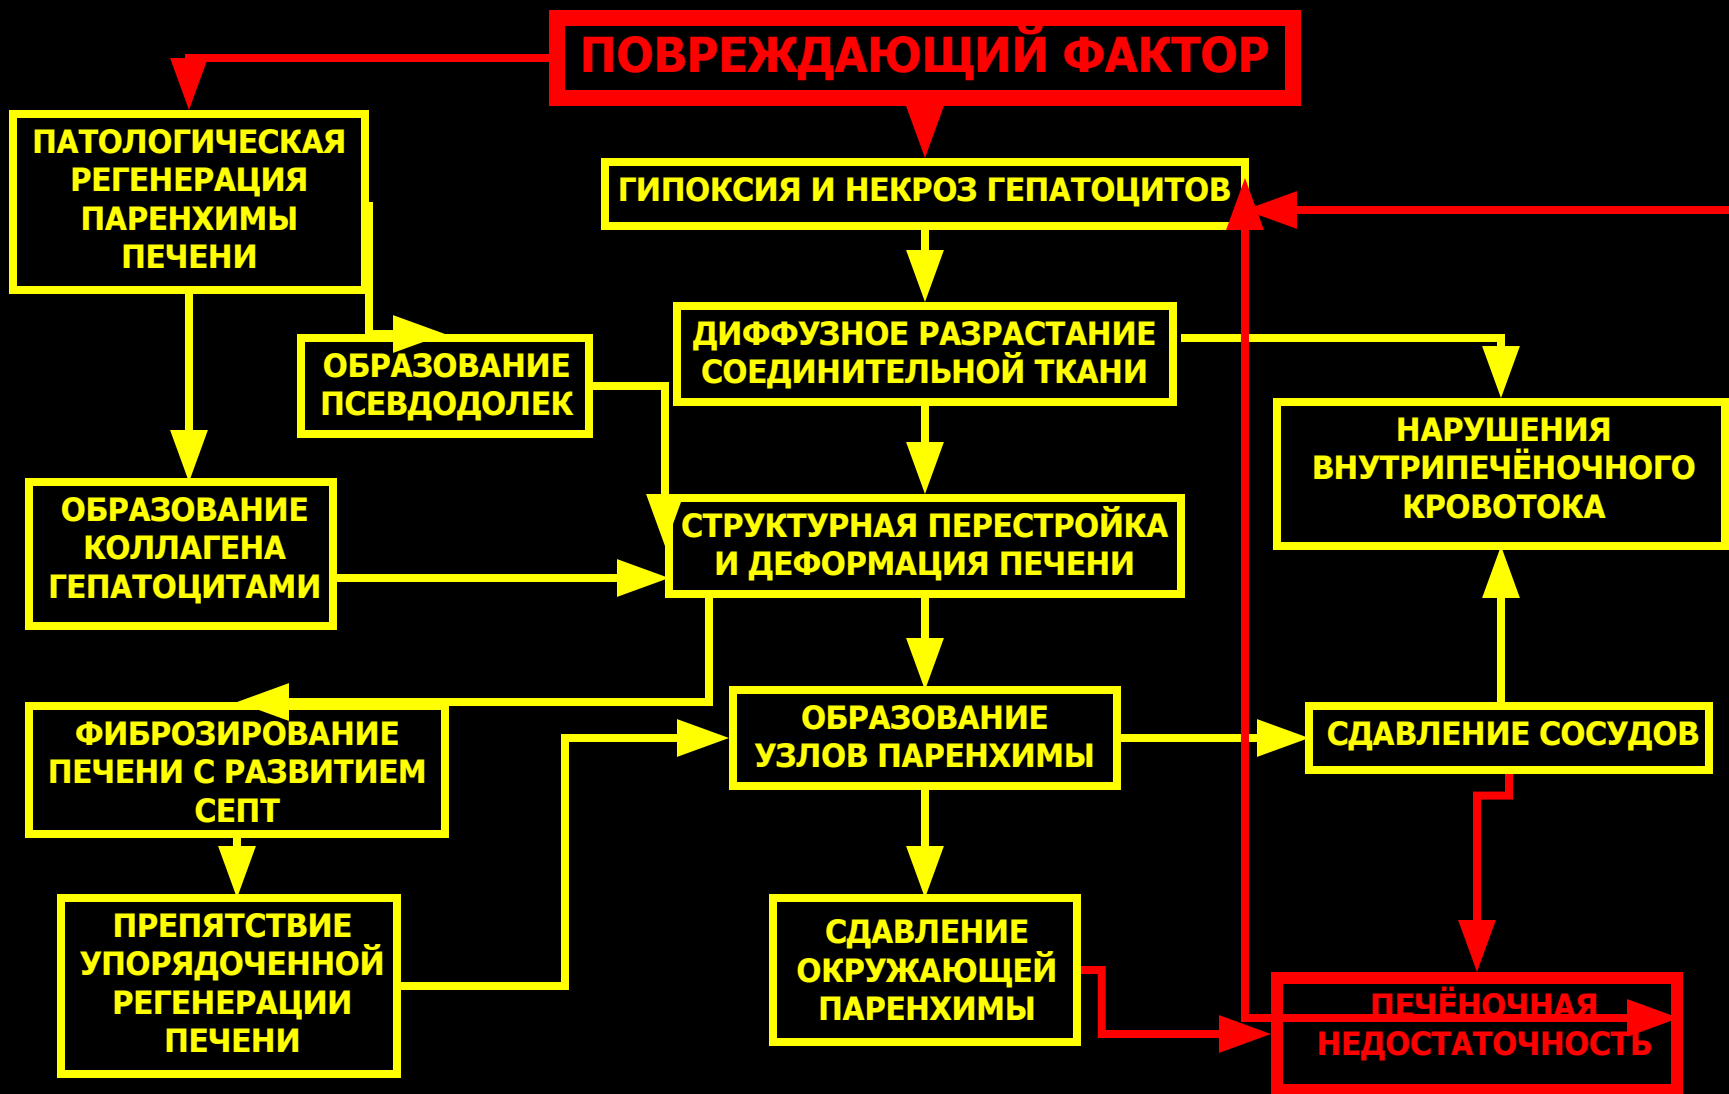 ПОВРЕЖДАЮЩИЙ ФАКТОР
ПАТОЛОГИЧЕСКАЯ
РЕГЕНЕРАЦИЯ
ПАРЕНХИМЫ
ПЕЧЕНИ
ГИПОКСИЯ И НЕКРОЗ ГЕПАТОЦИТОВ
ОБРАЗОВАНИЕ
ПСЕВДОДОЛЕК
ДИФФУЗНОЕ РАЗРАСТАНИЕ
СОЕДИНИТЕЛЬНОЙ ТКАНИ
НАРУШЕНИЯ
ВНУТРИПЕЧЁНОЧНОГО
КРОВОТОКА
ОБРАЗОВАНИЕ
КОЛЛАГЕНА
ГЕПАТОЦИТАМИ
СТРУКТУРНАЯ ПЕРЕСТРОЙКА
И ДЕФОРМАЦИЯ ПЕЧЕНИ
ФИБРОЗИРОВАНИЕ
ПЕЧЕНИ С РАЗВИТИЕМ
СЕПТ
ОБРАЗОВАНИЕ
УЗЛОВ ПАРЕНХИМЫ
СДАВЛЕНИЕ СОСУДОВ
ПРЕПЯТСТВИЕ
УПОРЯДОЧЕННОЙ
РЕГЕНЕРАЦИИ
ПЕЧЕНИ
СДАВЛЕНИЕ
ОКРУЖАЮЩЕЙ
ПАРЕНХИМЫ
ПЕЧЁНОЧНАЯ
НЕДОСТАТОЧНОСТЬ